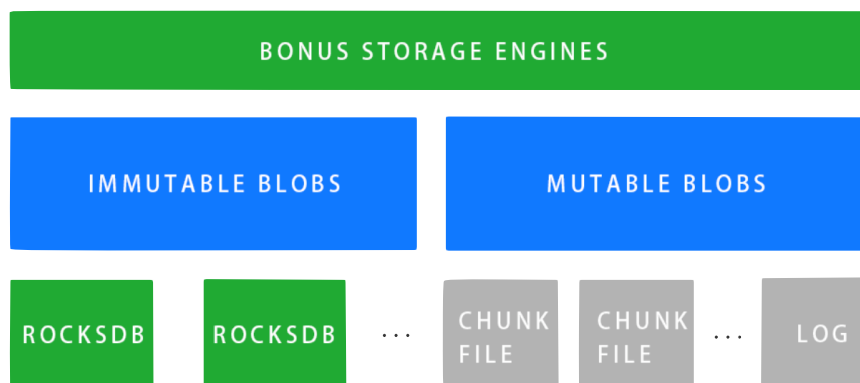 BONUS STORAGE ENGINES
IMMUTABLE BLOBS
MUTABLE BLOBS
ROCKSDB
ROCKSDB
...
CHUNK
FILE
CHUNK
FILE
...
LOG